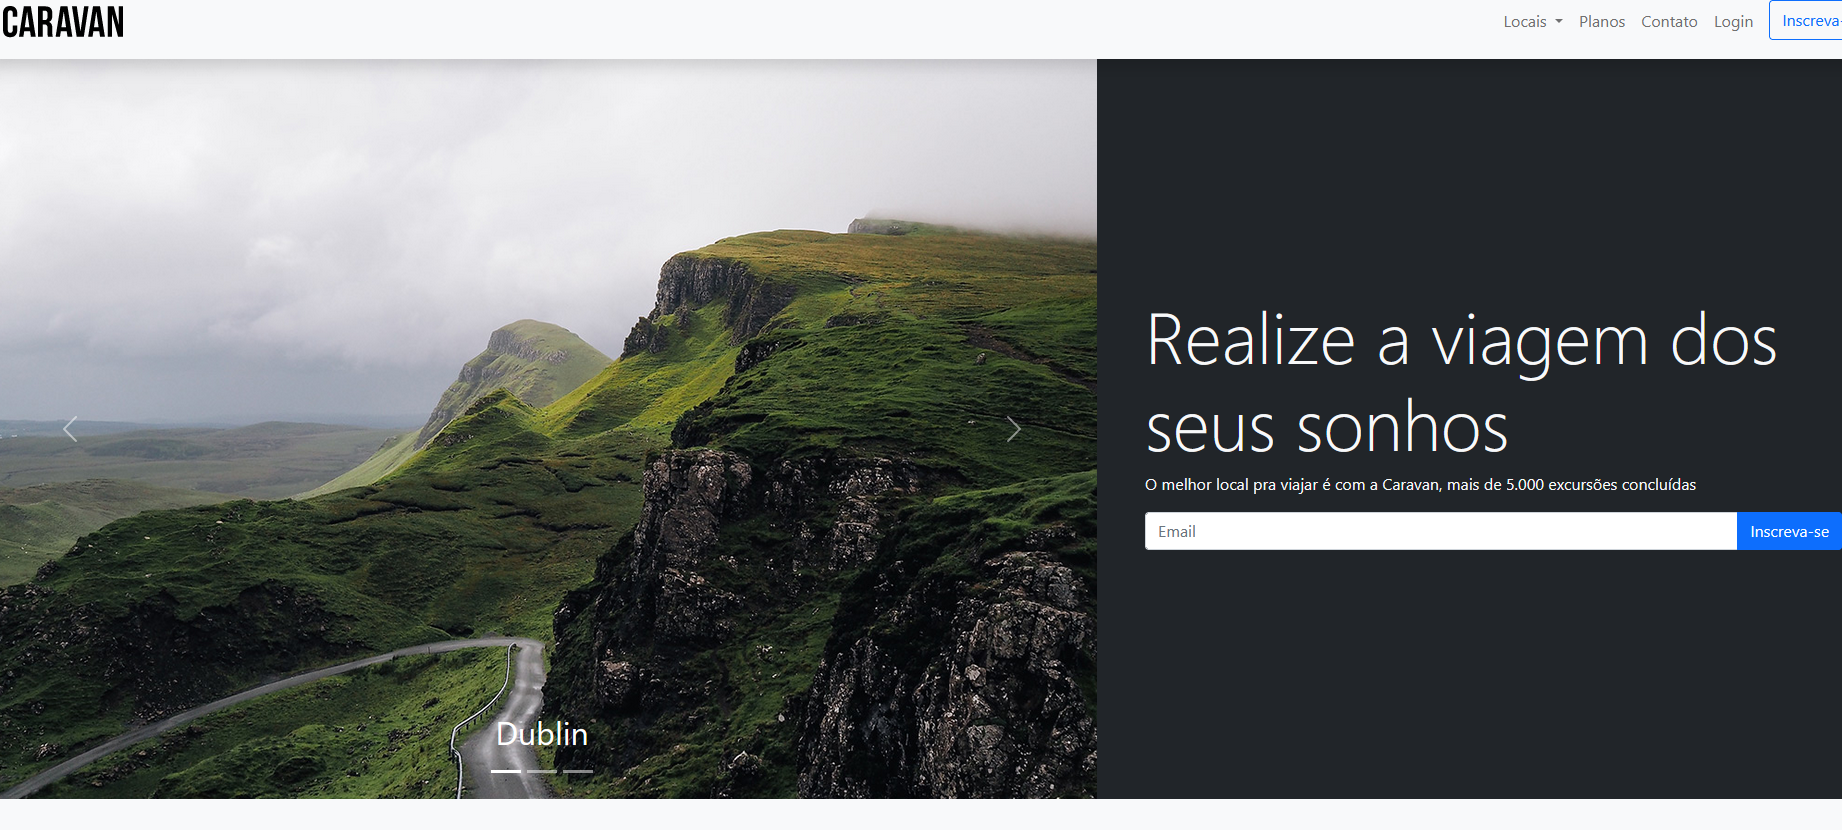 CARAVAN
Locais Planos Contato Login Inscreva-
Realize a viagem dos
seus sonhos
O melhor local pra viajar é com a Caravan, mais de 5.000 excursões concluídas
Email Inscreva-se
Dublin